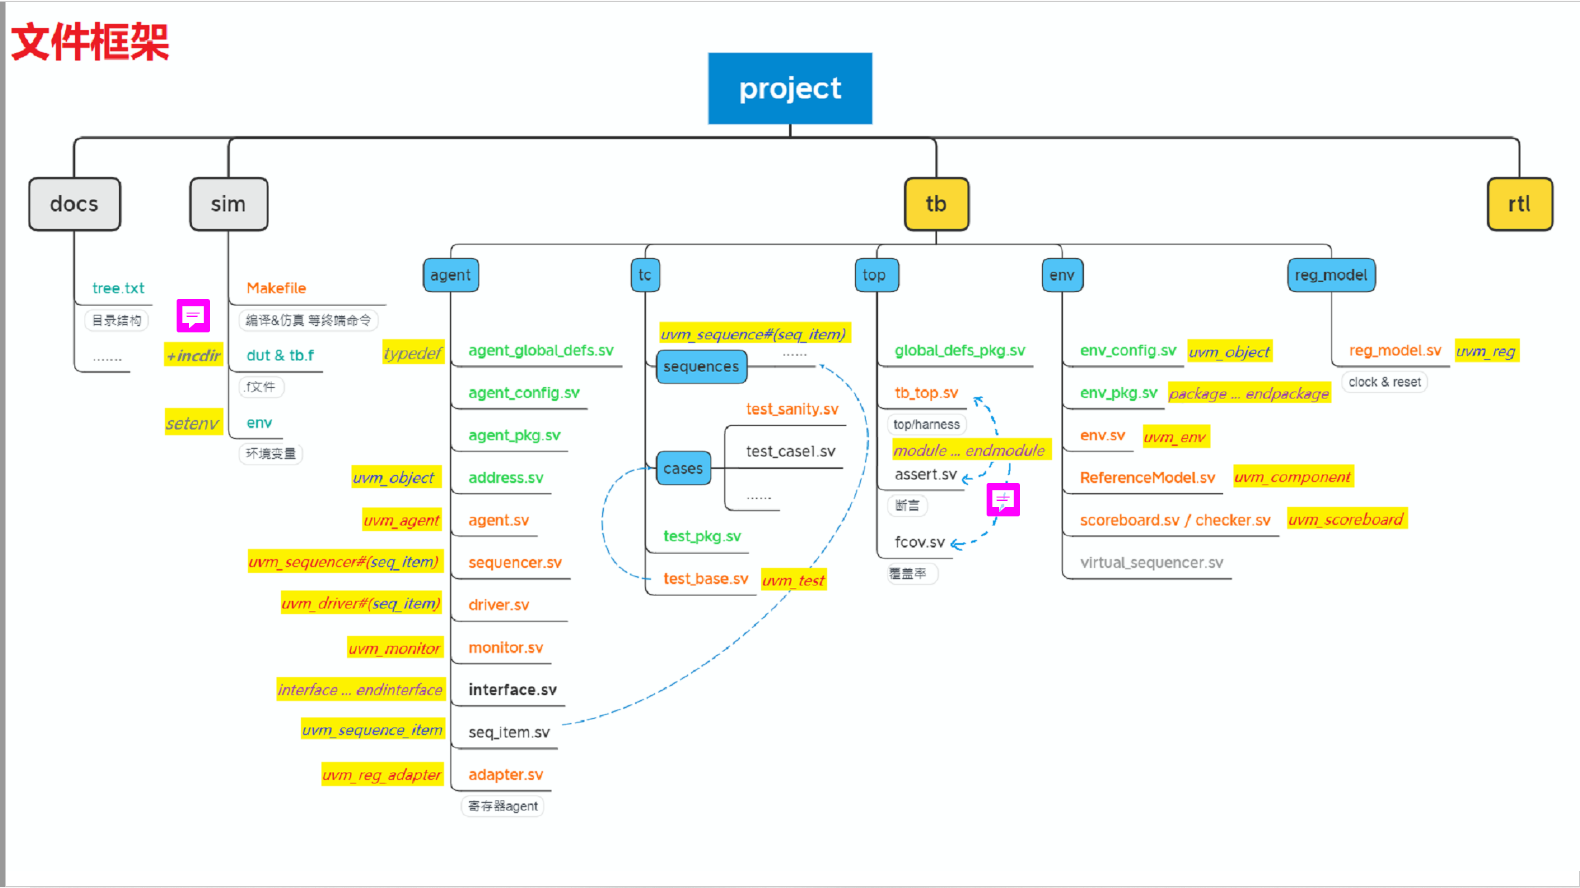 文件框架
project
docs
sim
tb
rtl
tree.txt
目录结构
.......
Makefile
编译&仿真 等终端命令
+incdir
dut & tb.f
.f文件
setenv
env
环境变量
agent
typedef
agent_global_defs.sv
agent_config.sv
agent_pkg.sv
uvm_object
address.sv
uvm_agent
agent.sv
uvm_sequencer#(seq_item)
sequencer.sv
uvm_driver#(seq_item)
driver.sv
uvm_monitor
monitor.sv
interface ... endinterface
interface.sv
uvm_sequence_item
seq_item.sv
uvm_reg_adapter
adapter.sv
寄存器agent
tc
uvm_sequence#(seq_item)
sequences
......
cases
test_sanity.sv
test_case1.sv
......
test_pkg.sv
test_base.sv
uvm_test
top
global_defs_pkg.sv
tb_top.sv
top/harness
module ... endmodule
assert.sv
断言
fcov.sv
覆盖率
env
env_config.sv
uvm_object
env_pkg.sv
package ... endpackage
env.sv
uvm_env
ReferenceModel.sv
uvm_component
scoreboard.sv / checker.sv
uvm_scoreboard
virtual_sequencer.sv
reg_model
reg_model.sv
uvm_reg
clock & reset